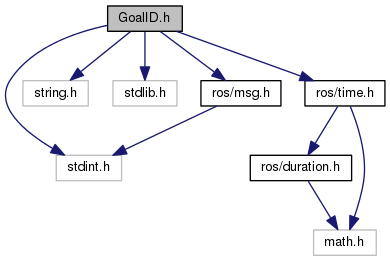 GoalID.h
string.h
stdlib.h
ros/msg.h
ros/time.h
stdint.h
ros/duration.h
math.h